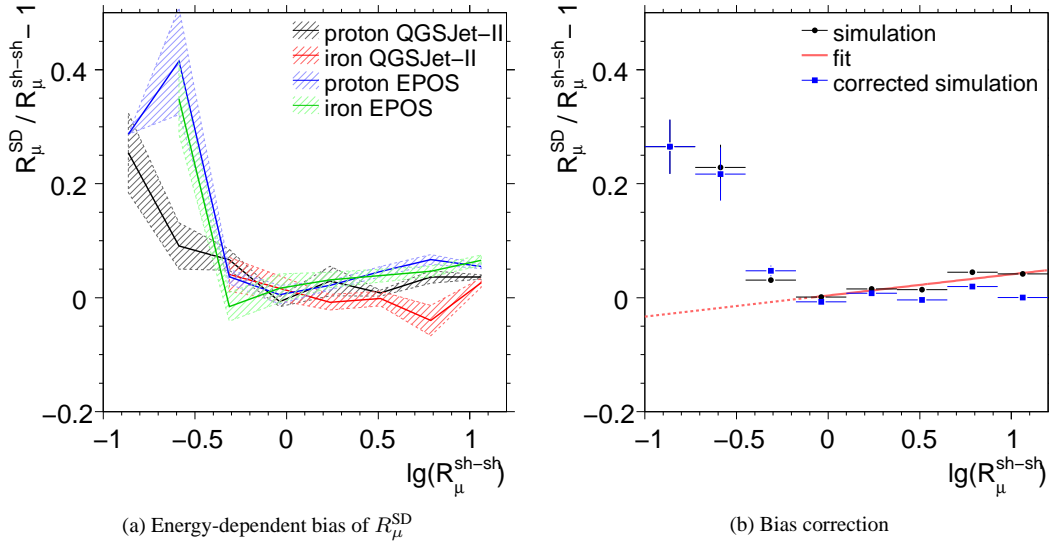 R_μ^SD / R_μ^sh−sh − 1
0.4
0.2
0
−0.2
−1
−0.5
0
0.5
1
lg(R_μ^sh−sh)
proton QGSJet−II
iron QGSJet−II
proton EPOS
iron EPOS
(a) Energy-dependent bias of R_μ^SD
R_μ^SD / R_μ^sh−sh − 1
0.4
0.2
0
−0.2
−1
−0.5
0
0.5
1
lg(R_μ^sh−sh)
simulation
fit
corrected simulation
(b) Bias correction